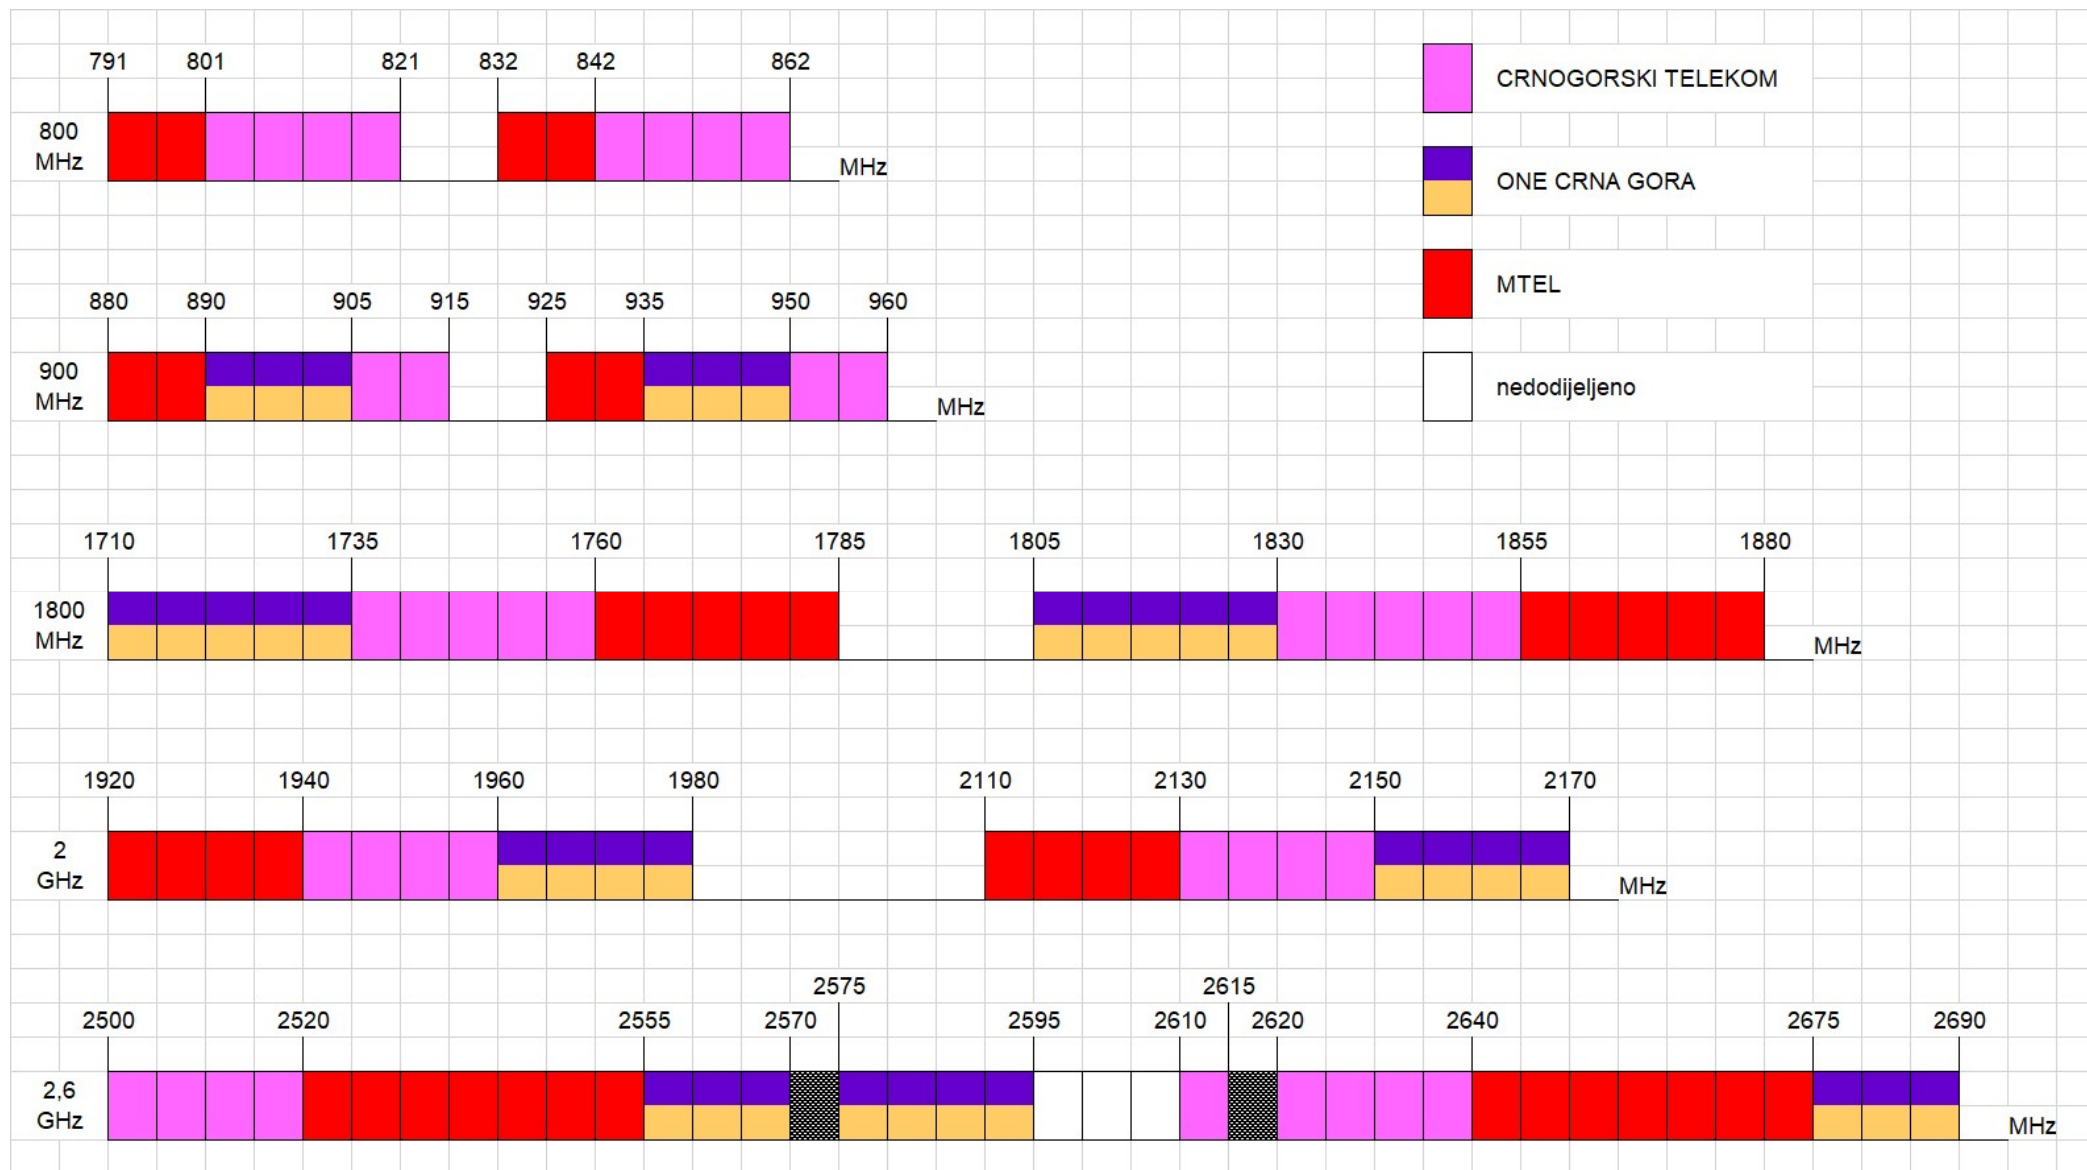 791 801 821 832 842 862
800
MHz
MHz
CRNOGORSKI TELEKOM
ONE CRNA GORA
MTEL
nedodijeljeno
880 890 905 915 925 935 950 960
900
MHz
MHz
1710 1735 1760 1785 1805 1830 1855 1880
1800
MHz
MHz
1920 1940 1960 1980 2110 2130 2150 2170
2
GHz
MHz
2575 2615
2500 2520 2555 2570 2595 2610 2620 2640 2675 2690
2,6
GHz
MHz